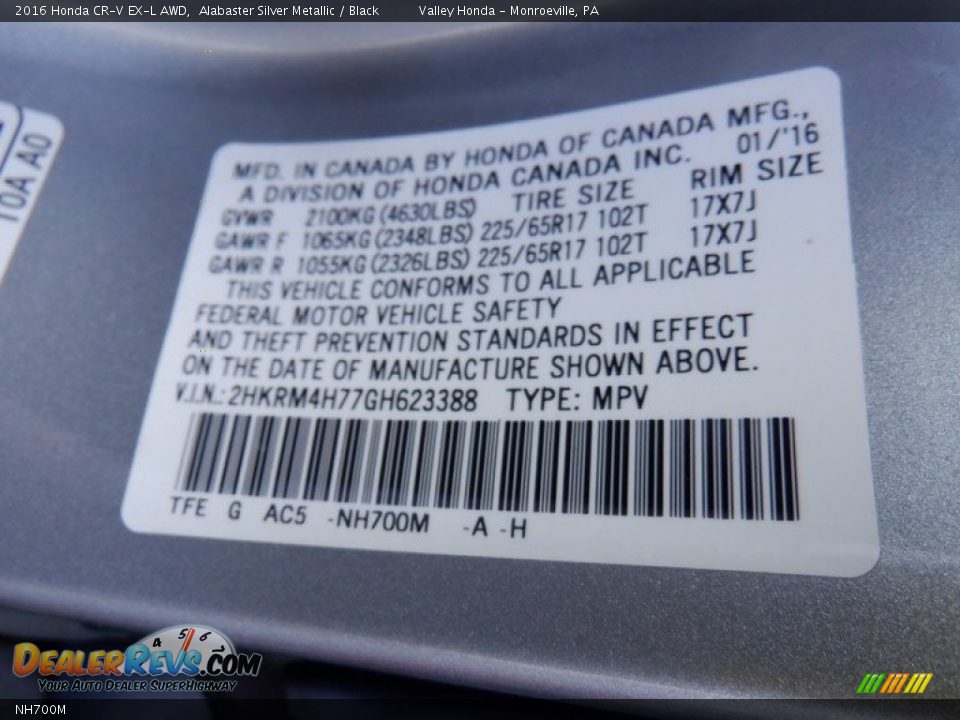 2016 Honda CR-V EX-L AWD, Alabaster Silver Metallic / Black Valley Honda - Monroeville, PA
10A A0
MFD. IN CANADA BY HONDA OF CANADA MFG.,
A DIVISION OF HONDA CANADA INC. 01/'16
GVWR 2100KG (4630LBS) TIRE SIZE RIM SIZE
GAWR F 1065KG (2348LBS) 225/65R17 102T 17X7J
GAWR R 1055KG (2326LBS) 225/65R17 102T 17X7J
THIS VEHICLE CONFORMS TO ALL APPLICABLE
FEDERAL MOTOR VEHICLE SAFETY
AND THEFT PREVENTION STANDARDS IN EFFECT
ON THE DATE OF MANUFACTURE SHOWN ABOVE.
V.I.N.: 2HKRM4H77GH623388 TYPE: MPV
TFE G AC5 -NH700M -A -H
4 5 6
DEALERREVS.COM
YOUR AUTO DEALER SUPERHIGHWAY
NH700M